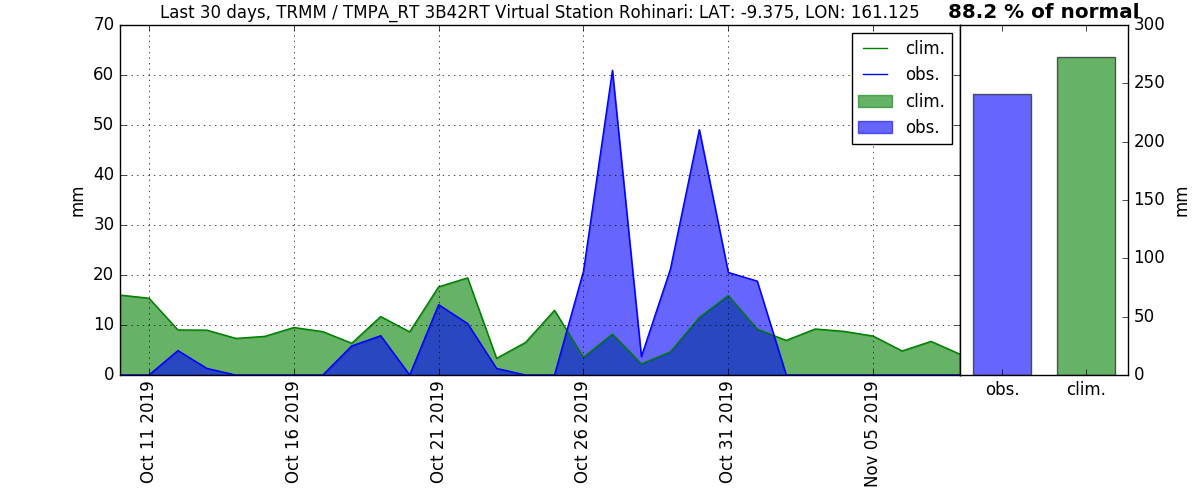 Last 30 days, TRMM / TMPA_RT 3B42RT Virtual Station Rohinari: LAT: -9.375, LON: 161.125
88.2 % of normal
70
60
50
40
30
20
10
0
mm
clim.
obs.
clim.
obs.
Oct 11 2019
Oct 16 2019
Oct 21 2019
Oct 26 2019
Oct 31 2019
Nov 05 2019
300
250
200
150
100
50
0
mm
obs.
clim.